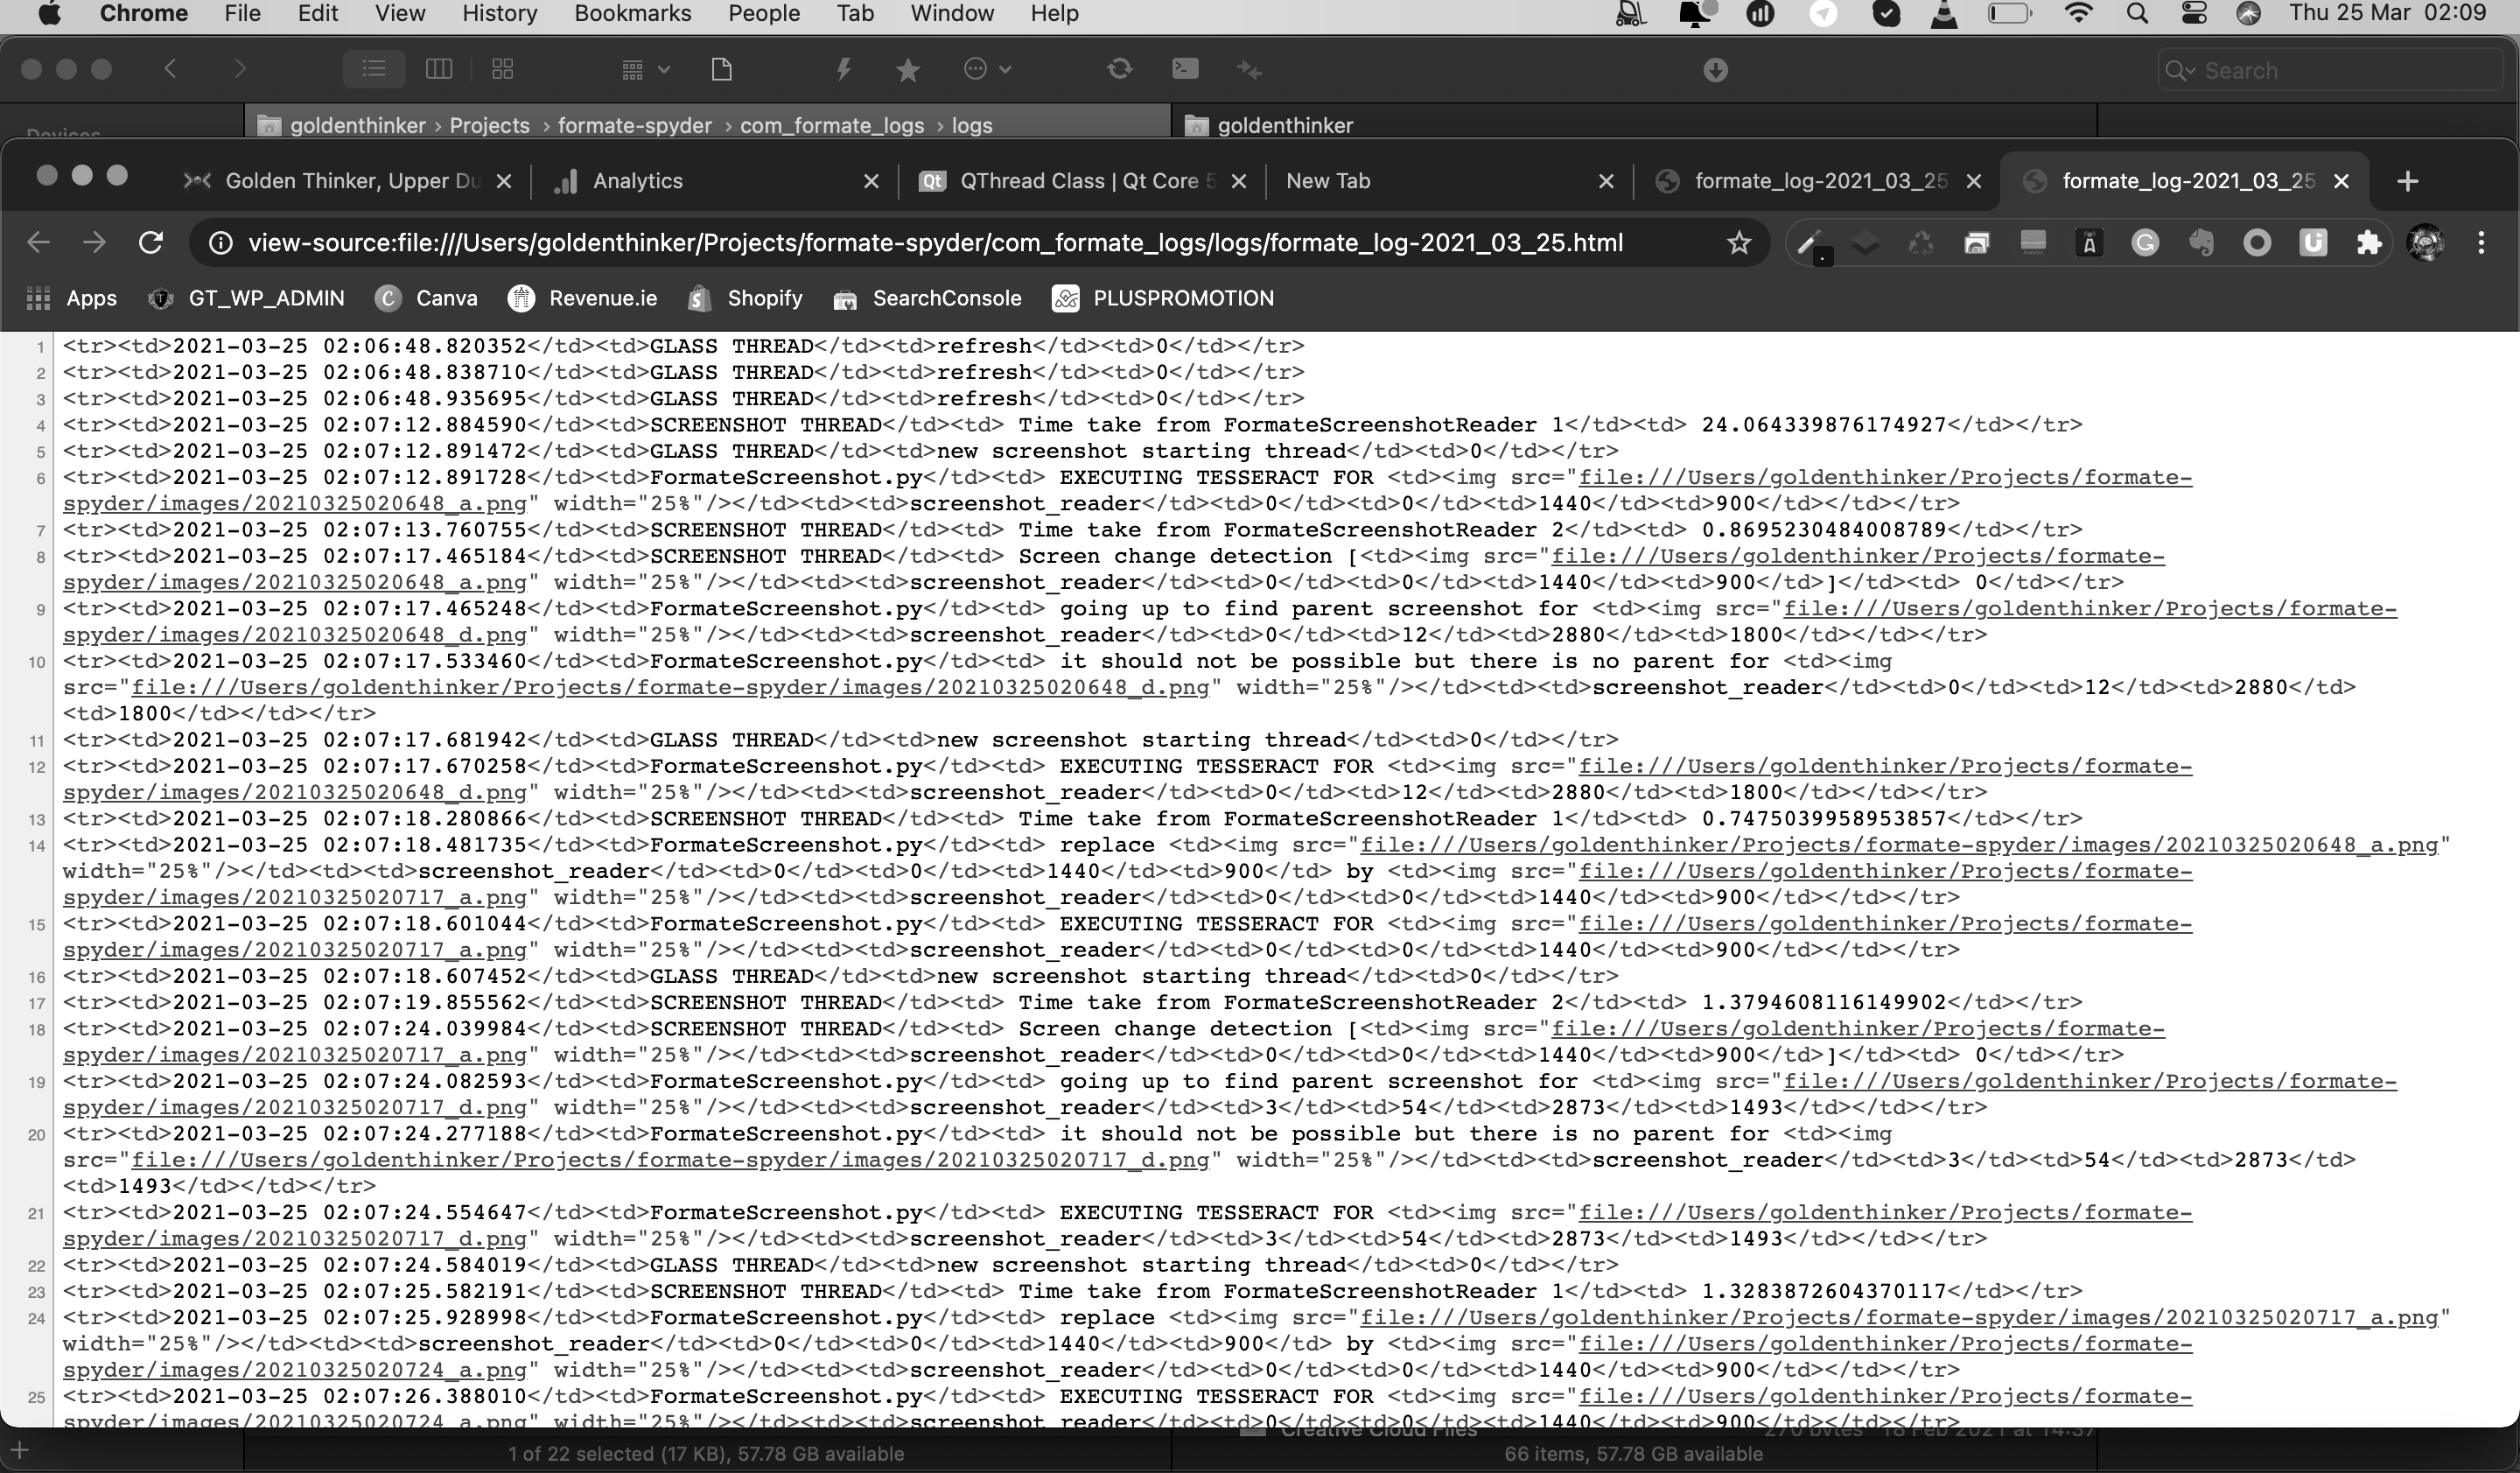 Chrome File Edit View History Bookmarks People Tab Window Help Thu 25 Mar 02:09
Search
Devices goldenthinker › Projects › formate-spyder › com_formate_logs › logs goldenthinker
Golden Thinker, Upper Du Analytics QThread Class | Qt Core 5 New Tab formate_log-2021_03_25 formate_log-2021_03_25
view-source:file:///Users/goldenthinker/Projects/formate-spyder/com_formate_logs/logs/formate_log-2021_03_25.html
Apps GT_WP_ADMIN Canva Revenue.ie Shopify SearchConsole PLUSPROMOTION
1 <tr><td>2021-03-25 02:06:48.820352</td><td>GLASS THREAD</td><td>refresh</td><td>0</td></tr>
2 <tr><td>2021-03-25 02:06:48.838710</td><td>GLASS THREAD</td><td>refresh</td><td>0</td></tr>
3 <tr><td>2021-03-25 02:06:48.935695</td><td>GLASS THREAD</td><td>refresh</td><td>0</td></tr>
4 <tr><td>2021-03-25 02:07:12.884590</td><td>SCREENSHOT THREAD</td><td> Time take from FormateScreenshotReader 1</td><td> 24.064339876174927</td></tr>
5 <tr><td>2021-03-25 02:07:12.891472</td><td>GLASS THREAD</td><td>new screenshot starting thread</td><td>0</td></tr>
6 <tr><td>2021-03-25 02:07:12.891728</td><td>FormateScreenshot.py</td><td> EXECUTING TESSERACT FOR <td><img src="file:///Users/goldenthinker/Projects/formate-
spyder/images/20210325020648_a.png" width="25%"/></td><td><td>screenshot_reader</td><td>0</td><td>0</td><td>1440</td><td>900</td></td></tr>
7 <tr><td>2021-03-25 02:07:13.760755</td><td>SCREENSHOT THREAD</td><td> Time take from FormateScreenshotReader 2</td><td> 0.8695230484008789</td></tr>
8 <tr><td>2021-03-25 02:07:17.465184</td><td>SCREENSHOT THREAD</td><td> Screen change detection [<td><img src="file:///Users/goldenthinker/Projects/formate-
spyder/images/20210325020648_a.png" width="25%"/></td><td><td>screenshot_reader</td><td>0</td><td>0</td><td>1440</td><td>900</td>]</td><td> 0</td></tr>
9 <tr><td>2021-03-25 02:07:17.465248</td><td>FormateScreenshot.py</td><td> going up to find parent screenshot for <td><img src="file:///Users/goldenthinker/Projects/formate-
spyder/images/20210325020648_d.png" width="25%"/></td><td><td>screenshot_reader</td><td>0</td><td>12</td><td>2880</td><td>1800</td></td></tr>
10 <tr><td>2021-03-25 02:07:17.533460</td><td>FormateScreenshot.py</td><td> it should not be possible but there is no parent for <td><img
src="file:///Users/goldenthinker/Projects/formate-spyder/images/20210325020648_d.png" width="25%"/></td><td><td>screenshot_reader</td><td>0</td><td>12</td><td>2880</td>
<td>1800</td></td></tr>
11 <tr><td>2021-03-25 02:07:17.681942</td><td>GLASS THREAD</td><td>new screenshot starting thread</td><td>0</td></tr>
12 <tr><td>2021-03-25 02:07:17.670258</td><td>FormateScreenshot.py</td><td> EXECUTING TESSERACT FOR <td><img src="file:///Users/goldenthinker/Projects/formate-
spyder/images/20210325020648_d.png" width="25%"/></td><td><td>screenshot_reader</td><td>0</td><td>12</td><td>2880</td><td>1800</td></td></tr>
13 <tr><td>2021-03-25 02:07:18.280866</td><td>SCREENSHOT THREAD</td><td> Time take from FormateScreenshotReader 1</td><td> 0.7475039958953857</td></tr>
14 <tr><td>2021-03-25 02:07:18.481735</td><td>FormateScreenshot.py</td><td> replace <td><img src="file:///Users/goldenthinker/Projects/formate-spyder/images/20210325020648_a.png"
width="25%"/></td><td><td>screenshot_reader</td><td>0</td><td>0</td><td>1440</td><td>900</td> by <td><img src="file:///Users/goldenthinker/Projects/formate-
spyder/images/20210325020717_a.png" width="25%"/></td><td><td>screenshot_reader</td><td>0</td><td>0</td><td>1440</td><td>900</td></td></tr>
15 <tr><td>2021-03-25 02:07:18.601044</td><td>FormateScreenshot.py</td><td> EXECUTING TESSERACT FOR <td><img src="file:///Users/goldenthinker/Projects/formate-
spyder/images/20210325020717_a.png" width="25%"/></td><td><td>screenshot_reader</td><td>0</td><td>0</td><td>1440</td><td>900</td></td></tr>
16 <tr><td>2021-03-25 02:07:18.607452</td><td>GLASS THREAD</td><td>new screenshot starting thread</td><td>0</td></tr>
17 <tr><td>2021-03-25 02:07:19.855562</td><td>SCREENSHOT THREAD</td><td> Time take from FormateScreenshotReader 2</td><td> 1.3794608116149902</td></tr>
18 <tr><td>2021-03-25 02:07:24.039984</td><td>SCREENSHOT THREAD</td><td> Screen change detection [<td><img src="file:///Users/goldenthinker/Projects/formate-
spyder/images/20210325020717_a.png" width="25%"/></td><td><td>screenshot_reader</td><td>0</td><td>0</td><td>1440</td><td>900</td>]</td><td> 0</td></tr>
19 <tr><td>2021-03-25 02:07:24.082593</td><td>FormateScreenshot.py</td><td> going up to find parent screenshot for <td><img src="file:///Users/goldenthinker/Projects/formate-
spyder/images/20210325020717_d.png" width="25%"/></td><td><td>screenshot_reader</td><td>3</td><td>54</td><td>2873</td><td>1493</td></td></tr>
20 <tr><td>2021-03-25 02:07:24.277188</td><td>FormateScreenshot.py</td><td> it should not be possible but there is no parent for <td><img
src="file:///Users/goldenthinker/Projects/formate-spyder/images/20210325020717_d.png" width="25%"/></td><td><td>screenshot_reader</td><td>3</td><td>54</td><td>2873</td>
<td>1493</td></td></tr>
21 <tr><td>2021-03-25 02:07:24.554647</td><td>FormateScreenshot.py</td><td> EXECUTING TESSERACT FOR <td><img src="file:///Users/goldenthinker/Projects/formate-
spyder/images/20210325020717_d.png" width="25%"/></td><td><td>screenshot_reader</td><td>3</td><td>54</td><td>2873</td><td>1493</td></td></tr>
22 <tr><td>2021-03-25 02:07:24.584019</td><td>GLASS THREAD</td><td>new screenshot starting thread</td><td>0</td></tr>
23 <tr><td>2021-03-25 02:07:25.582191</td><td>SCREENSHOT THREAD</td><td> Time take from FormateScreenshotReader 1</td><td> 1.3283872604370117</td></tr>
24 <tr><td>2021-03-25 02:07:25.928998</td><td>FormateScreenshot.py</td><td> replace <td><img src="file:///Users/goldenthinker/Projects/formate-spyder/images/20210325020717_a.png"
width="25%"/></td><td><td>screenshot_reader</td><td>0</td><td>0</td><td>1440</td><td>900</td> by <td><img src="file:///Users/goldenthinker/Projects/formate-
spyder/images/20210325020724_a.png" width="25%"/></td><td><td>screenshot_reader</td><td>0</td><td>0</td><td>1440</td><td>900</td></td></tr>
25 <tr><td>2021-03-25 02:07:26.388010</td><td>FormateScreenshot.py</td><td> EXECUTING TESSERACT FOR <td><img src="file:///Users/goldenthinker/Projects/formate-
spyder/images/20210325020724_a.png" width="25%"/></td><td><td>screenshot_reader</td><td>0</td><td>0</td><td>1440</td><td>900</td></td></tr>
Creative Cloud Files 270 bytes 18 Feb 2021 at 14:37
1 of 22 selected (17 KB), 57.78 GB available 66 items, 57.78 GB available